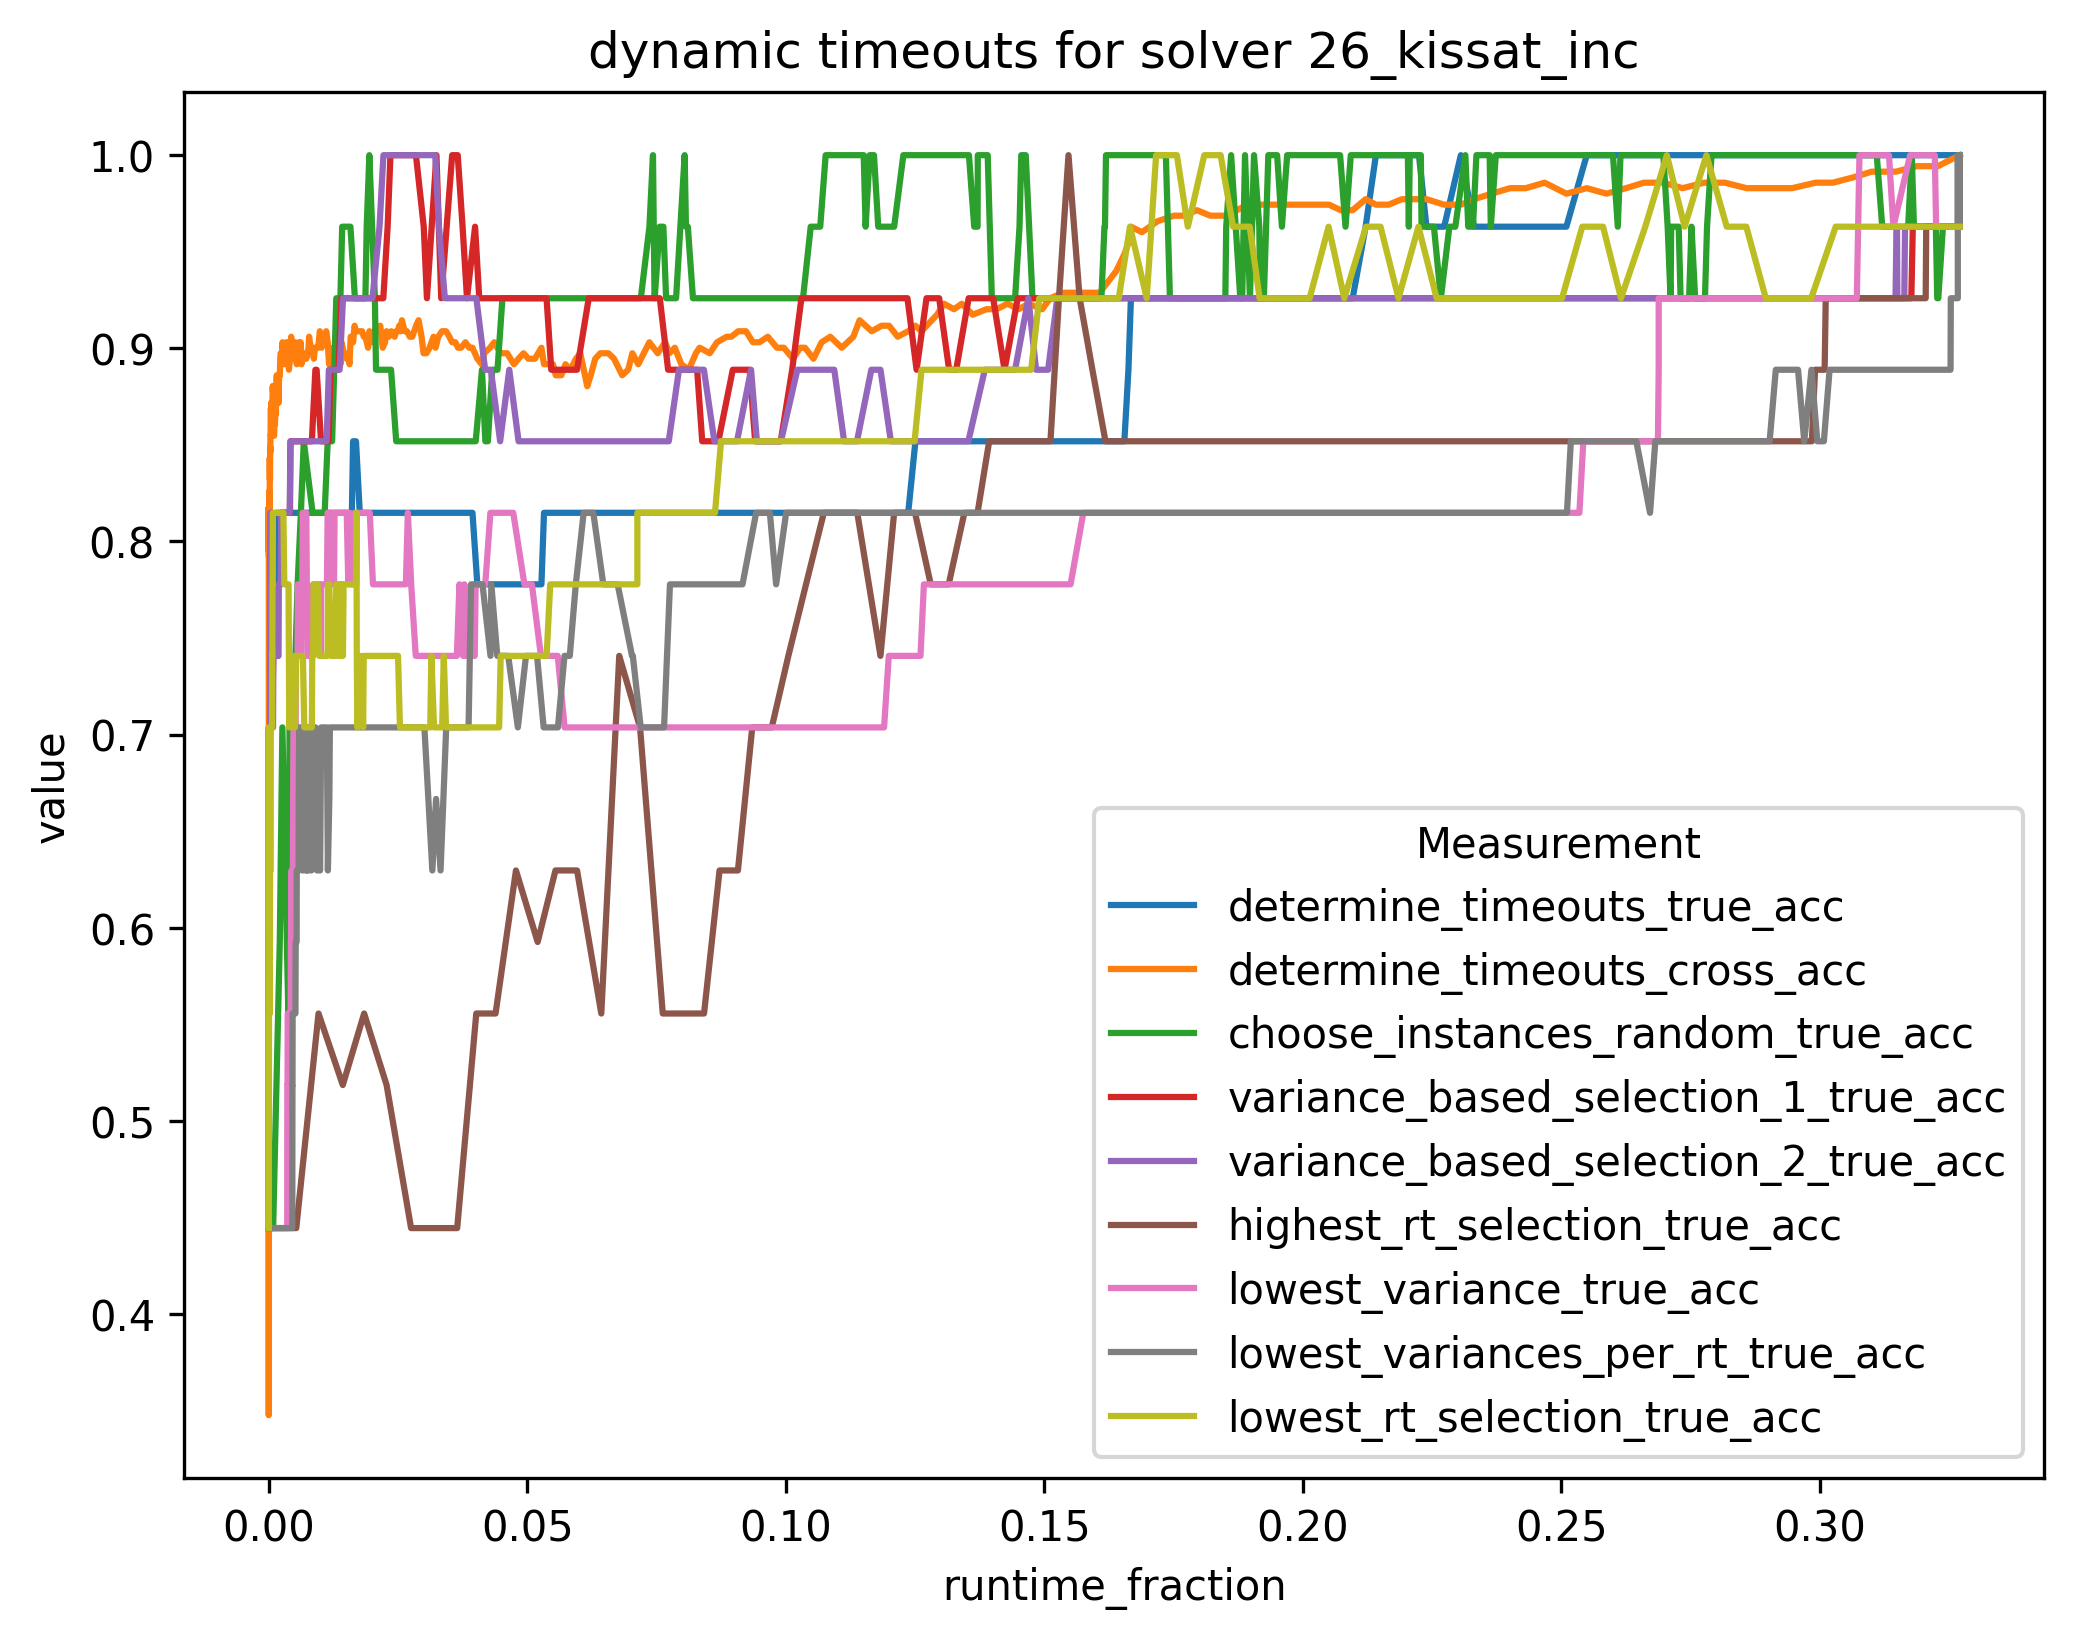 dynamic timeouts for solver 26_kissat_inc
1.0
0.9
0.8
0.7
0.6
0.5
0.4
value
0.00 0.05 0.10 0.15 0.20 0.25 0.30
runtime_fraction
Measurement
determine_timeouts_true_acc
determine_timeouts_cross_acc
choose_instances_random_true_acc
variance_based_selection_1_true_acc
variance_based_selection_2_true_acc
highest_rt_selection_true_acc
lowest_variance_true_acc
lowest_variances_per_rt_true_acc
lowest_rt_selection_true_acc